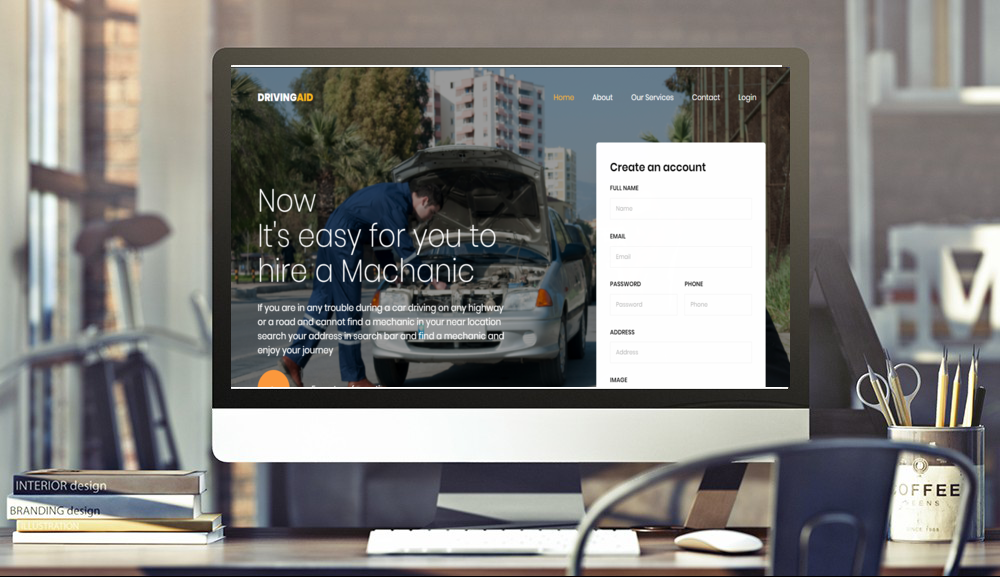 DRIVINGAID
Home About Our Services Contact Login
Now
It's easy for you to
hire a Machanic
If you are in any trouble during a car driving on any highway
or a road and cannot find a mechanic in your near location
search your address in search bar and find a mechanic and
enjoy your journey
Create an account
FULL NAME
Name
EMAIL
Email
PASSWORD PHONE
Password Phone
ADDRESS
Address
IMAGE
INTERIOR design
BRANDING design
ILLUSTRATION
COFFEE